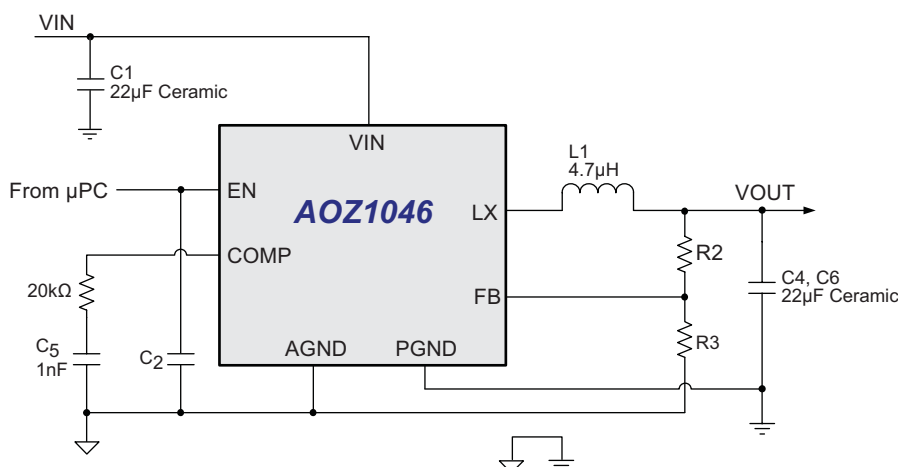 VIN
C1
22µF Ceramic
VIN
L1
4.7µH
From µPC
EN
AOZ1046
LX
VOUT
COMP
R2
20kΩ
FB
C4, C6
22µF Ceramic
C5
1nF
C2
AGND
PGND
R3